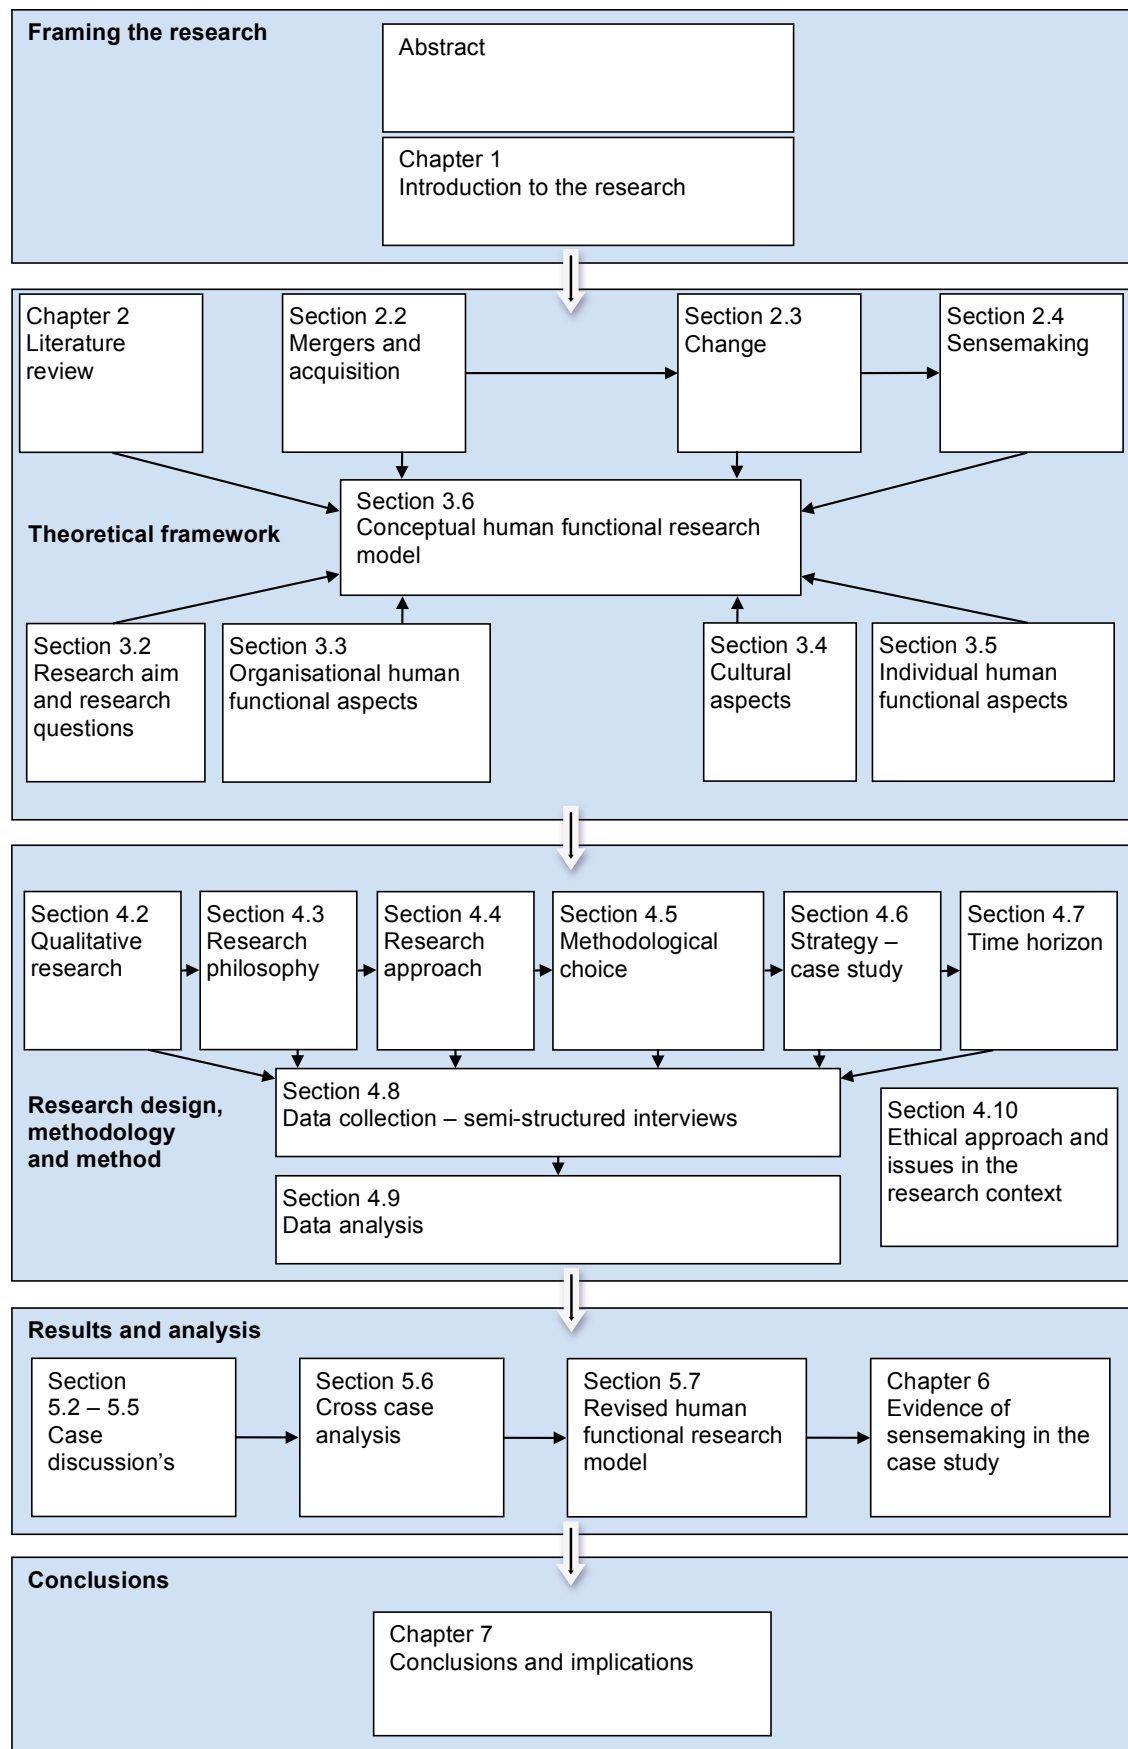 Framing the research
Abstract
Chapter 1
Introduction to the research
Chapter 2
Literature
review
Section 2.2
Mergers and
acquisition
Section 2.3
Change
Section 2.4
Sensemaking
Section 3.6
Conceptual human functional research
model
Theoretical framework
Section 3.2
Research aim
and research
questions
Section 3.3
Organisational human
functional aspects
Section 3.4
Cultural
aspects
Section 3.5
Individual human
functional aspects
Section 4.2
Qualitative
research
Section 4.3
Research
philosophy
Section 4.4
Research
approach
Section 4.5
Methodological
choice
Section 4.6
Strategy –
case study
Section 4.7
Time horizon
Section 4.8
Data collection – semi-structured interviews
Research design,
methodology
and method
Section 4.10
Ethical approach and
issues in the
research context
Section 4.9
Data analysis
Results and analysis
Section
5.2 – 5.5
Case
discussion's
Section 5.6
Cross case
analysis
Section 5.7
Revised human
functional research
model
Chapter 6
Evidence of
sensemaking in the
case study
Conclusions
Chapter 7
Conclusions and implications